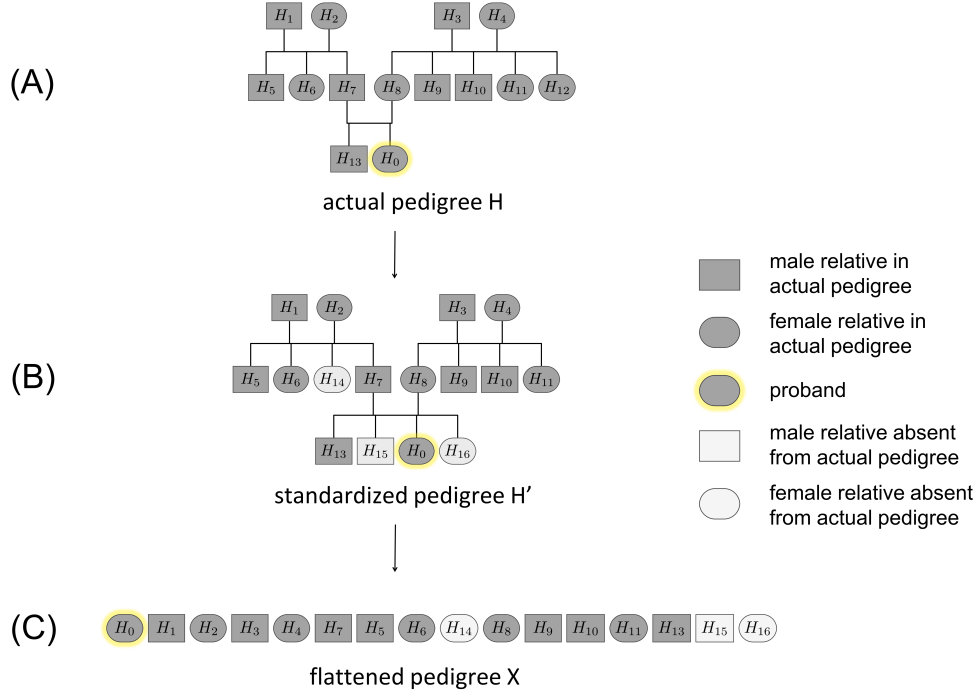 H1 H2 H3 H4
(A)
H5 H6 H7 H8 H9 H10 H11 H12
H13 H0
actual pedigree H
H1 H2 H3 H4
(B)
H5 H6 H14 H7 H8 H9 H10 H11
H13 H15 H0 H16
standardized pedigree H'
male relative in
actual pedigree
female relative in
actual pedigree
proband
male relative absent
from actual pedigree
female relative absent
from actual pedigree
(C)
H0 H1 H2 H3 H4 H7 H5 H6 H14 H8 H9 H10 H11 H13 H15 H16
flattened pedigree X